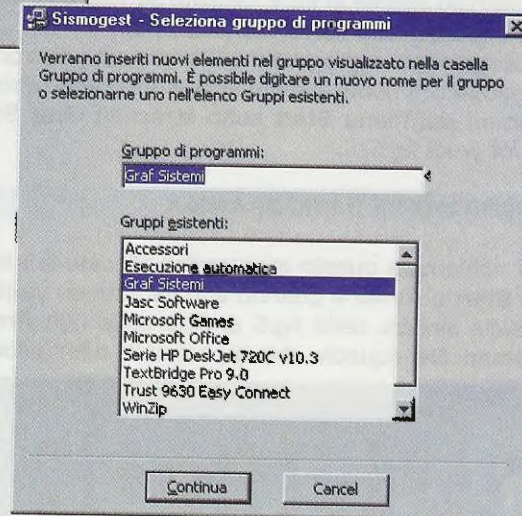 Sismogest - Seleziona gruppo di programmi
Verranno inseriti nuovi elementi nel gruppo visualizzato nella casella
Gruppo di programmi. È possibile digitare un nuovo nome per il gruppo
o selezionarne uno nell'elenco Gruppi esistenti.
Gruppo di programmi:
Graf Sistemi
Gruppi esistenti:
Accessori
Esecuzione automatica
Graf Sistemi
Jasc Software
Microsoft Games
Microsoft Office
Serie HP DeskJet 720C v10.3
TextBridge Pro 9.0
Trust 9630 Easy Connect
WinZip
Continua
Cancel